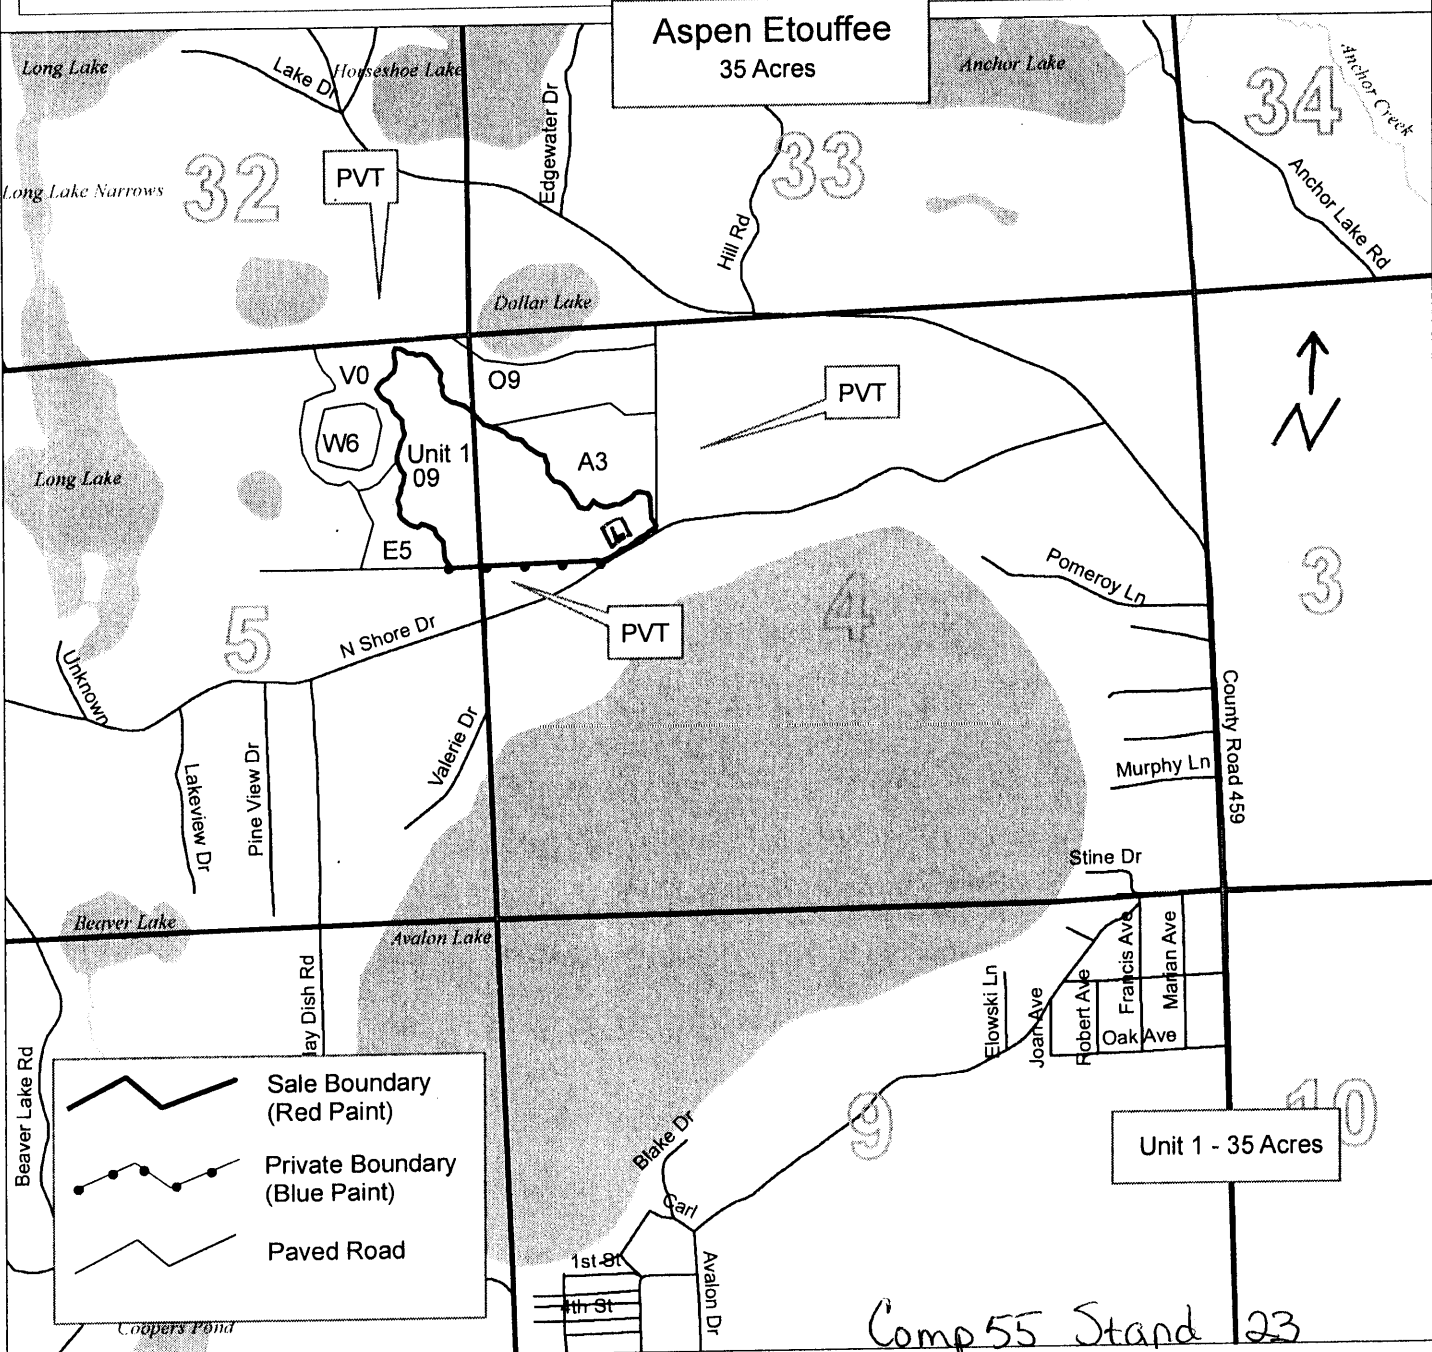 Aspen Etouffee
35 Acres
Long Lake
Lake Dr
Horseshoe Lake
Edgewater Dr
Anchor Lake
34
Anchor Creek
Long Lake Narrows
32
PVT
33
Hill Rd
Anchor Lake Rd
Dollar Lake
V0
O9
PVT
W6
Unit 1
09
A3
Long Lake
L
E5
N
4
Pomeroy Ln
3
5
N Shore Dr
PVT
Unknown
Valerie Dr
County Road 459
Lakeview Dr
Pine View Dr
Murphy Ln
Stine Dr
Beaver Lake
Avalon Lake
Francis Ave
Marian Ave
Elowski Ln
Joan Ave
Robert Ave
Oak Ave
Dish Rd
Beaver Lake Rd
Sale Boundary
(Red Paint)
Private Boundary
(Blue Paint)
Paved Road
9
10
Unit 1 - 35 Acres
Blake Dr
Carl
1st St
4th St
Avalon Dr
Coopers Pond
Comp 55 Stand 23